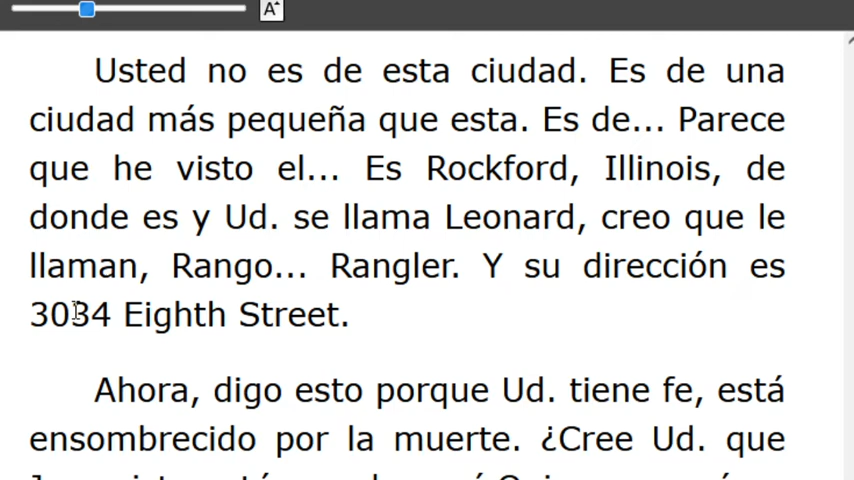 A
Usted no es de esta ciudad. Es de una
ciudad más pequeña que esta. Es de... Parece
que he visto el... Es Rockford, Illinois, de
donde es y Ud. se llama Leonard, creo que le
llaman, Rango... Rangler. Y su dirección es
3034 Eighth Street.
Ahora, digo esto porque Ud. tiene fe, está
ensombrecido por la muerte. ¿Cree Ud. que